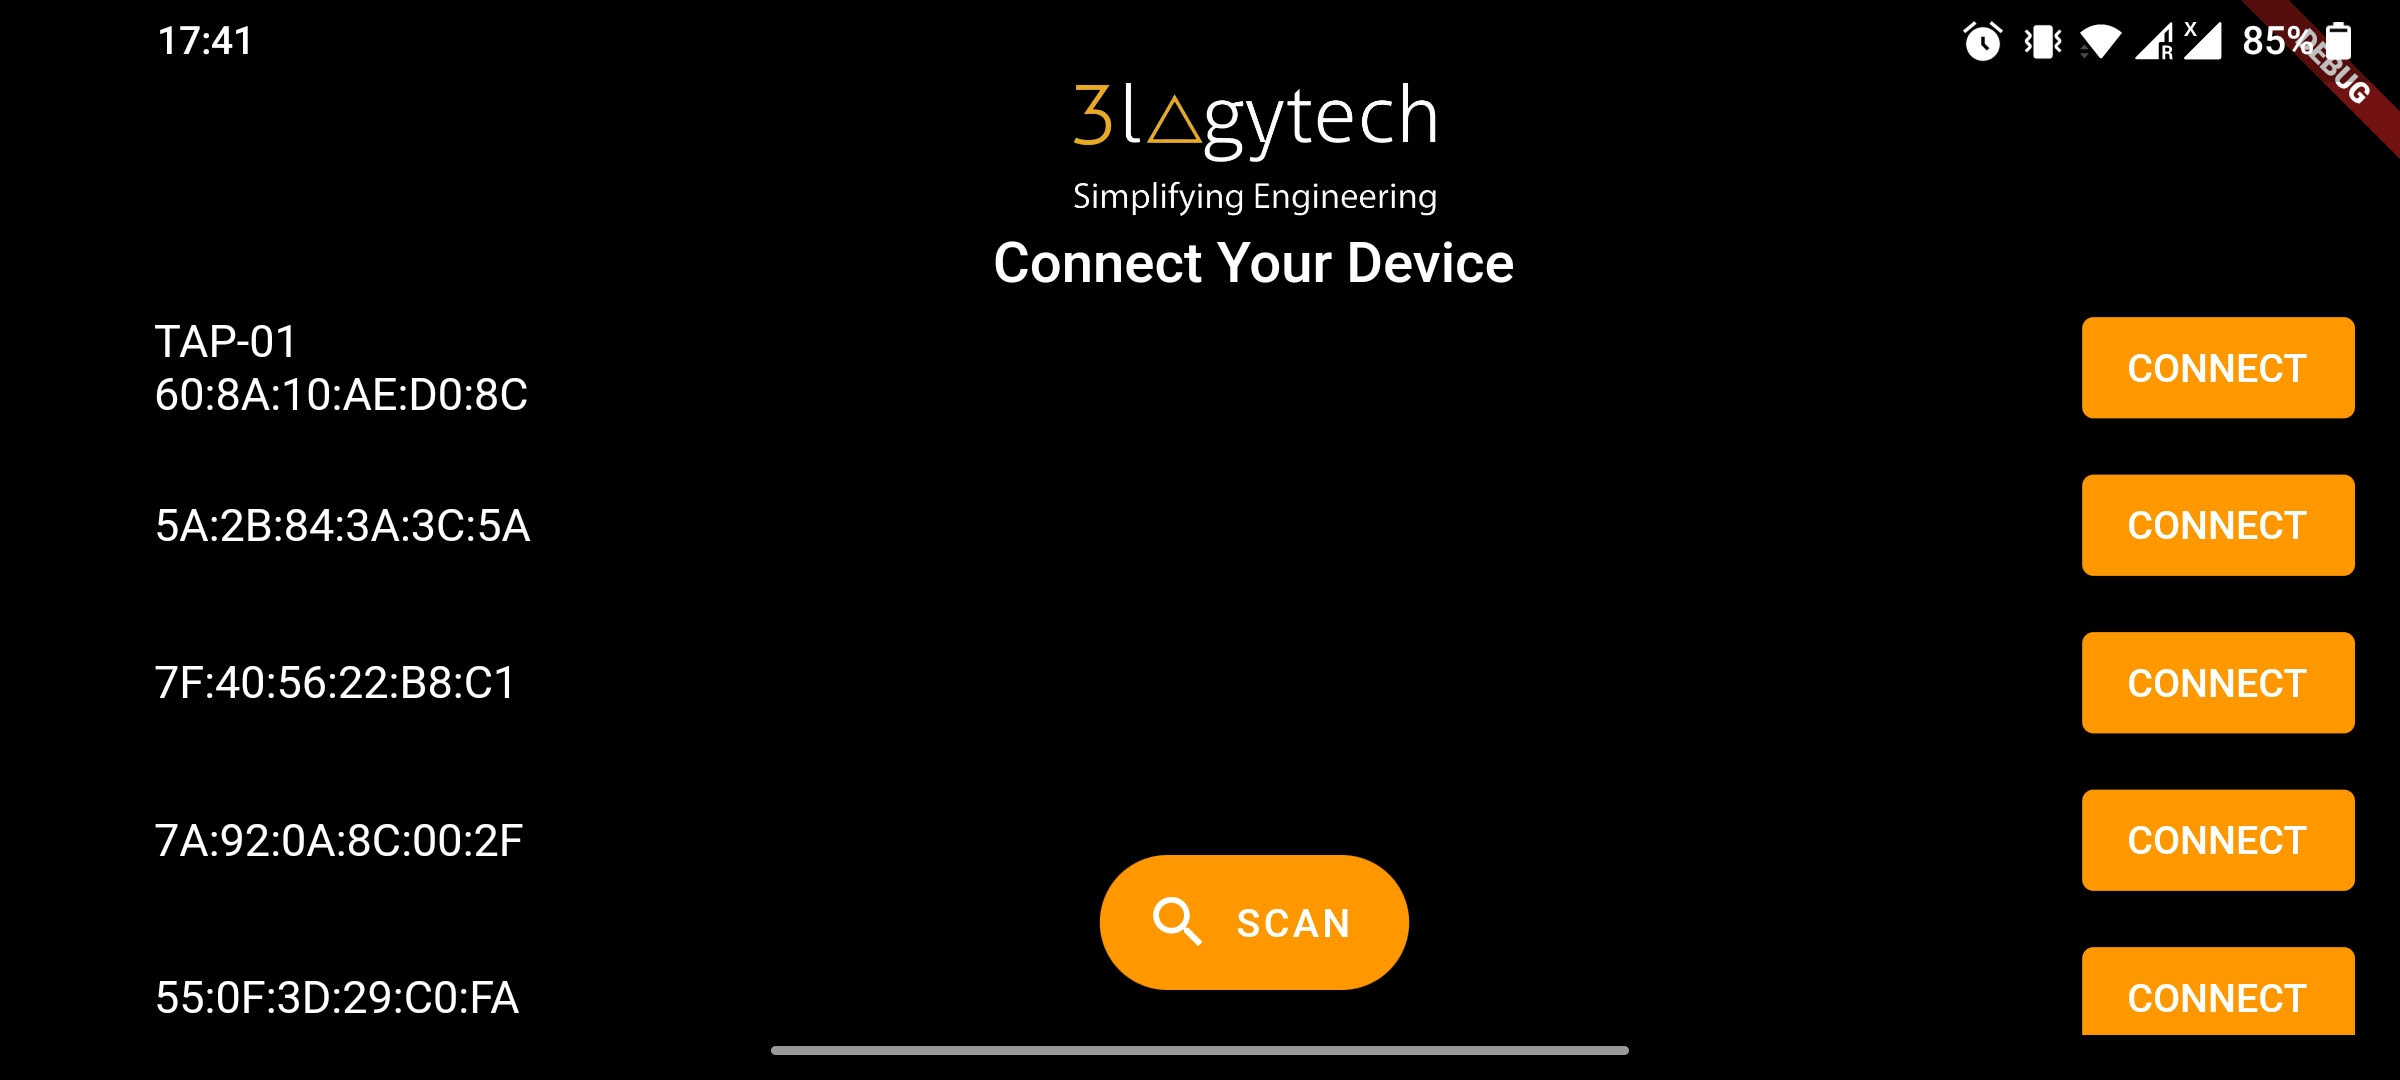 17:41
R
X
85%
DEBUG
3l△gytech
Simplifying Engineering
Connect Your Device
TAP-01
60:8A:10:AE:D0:8C
CONNECT
5A:2B:84:3A:3C:5A
CONNECT
7F:40:56:22:B8:C1
CONNECT
7A:92:0A:8C:00:2F
CONNECT
SCAN
55:0F:3D:29:C0:FA
CONNECT